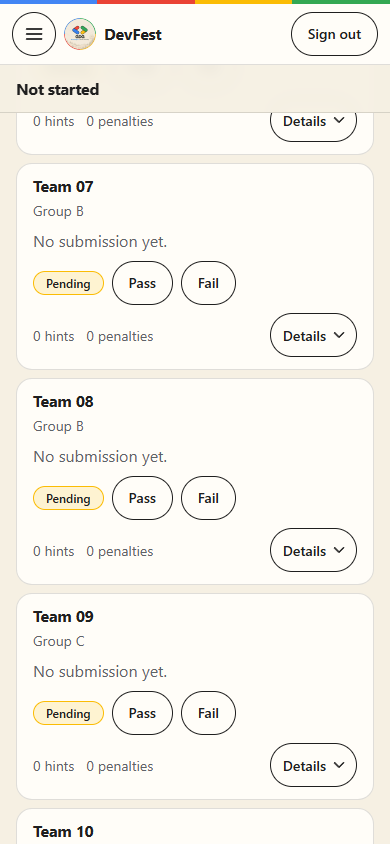 DevFest
Sign out
Not started
0 hints 0 penalties
Details
Team 07
Group B
No submission yet.
Pending Pass Fail
0 hints 0 penalties
Details
Team 08
Group B
No submission yet.
Pending Pass Fail
0 hints 0 penalties
Details
Team 09
Group C
No submission yet.
Pending Pass Fail
0 hints 0 penalties
Details
Team 10